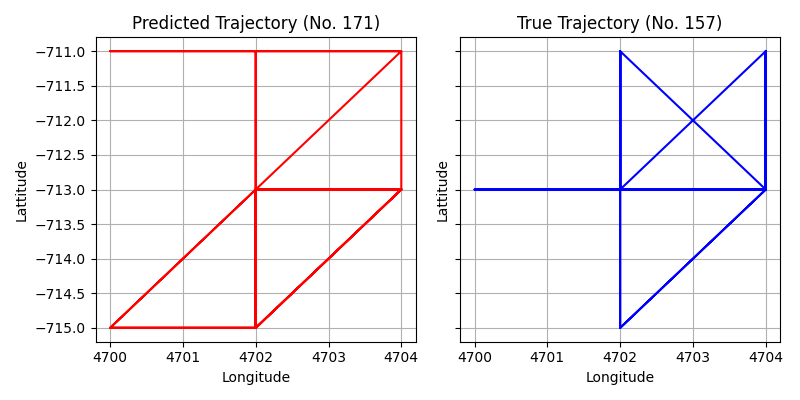 Predicted Trajectory (No. 171)
True Trajectory (No. 157)
−711.0
−711.5
−712.0
−712.5
−713.0
−713.5
−714.0
−714.5
−715.0
Lattitude
Lattitude
4700 4701 4702 4703 4704
4700 4701 4702 4703 4704
Longitude
Longitude